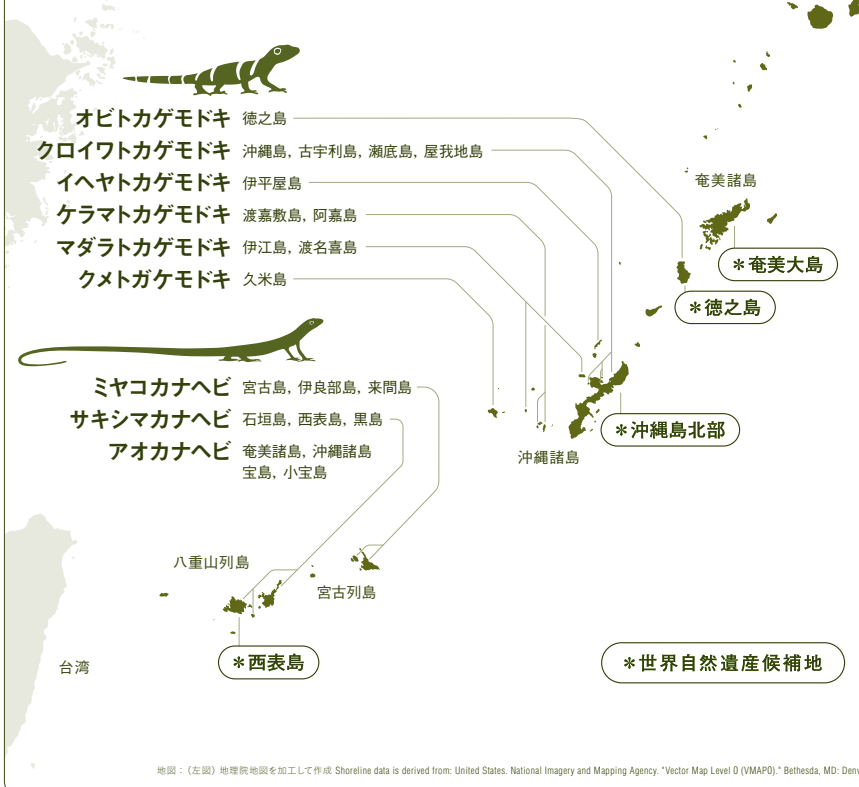 オビトカゲモドキ 徳之島
クロイワトカゲモドキ 沖縄島, 古宇利島, 瀬底島, 屋我地島
イヘヤトカゲモドキ 伊平屋島
ケラマトカゲモドキ 渡嘉敷島, 阿嘉島
マダラトカゲモドキ 伊江島, 渡名喜島
クメトガケモドキ 久米島
奄美諸島
*奄美大島
*徳之島
ミヤコカナヘビ 宮古島, 伊良部島, 来間島
サキシマカナヘビ 石垣島, 西表島, 黒島
アオカナヘビ 奄美諸島, 沖縄諸島
宝島, 小宝島
*沖縄島北部
沖縄諸島
八重山列島
宮古列島
台湾
*西表島
*世界自然遺産候補地
地図：（左図）地理院地図を加工して作成 Shoreline data is derived from: United States. National Imagery and Mapping Agency. "Vector Map Level 0 (VMAP0)." Bethesda, MD: Denv